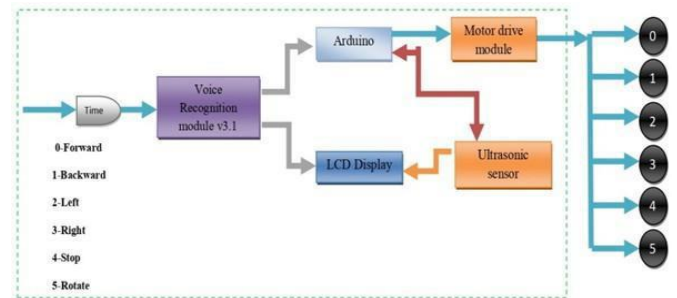 Time
Voice
Recognition
module v3.1
Arduino
Motor drive
module
LCD Display
Ultrasonic
sensor
0-Forward
1-Backward
2-Left
3-Right
4-Stop
5-Rotate
0
1
2
3
4
5